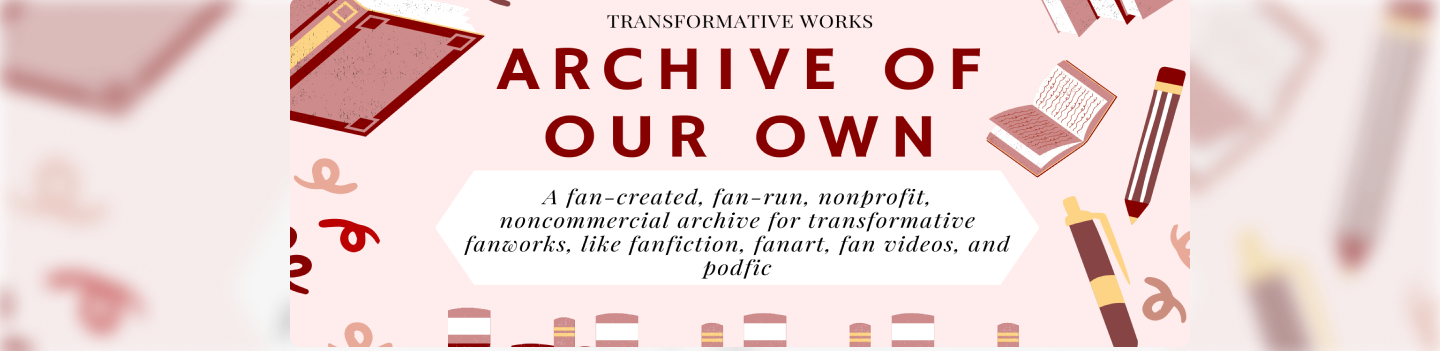 TRANSFORMATIVE WORKS
ARCHIVE OF
OUR OWN
A fan-created, fan-run, nonprofit,
noncommercial archive for transformative
fanworks, like fanfiction, fanart, fan videos, and
podfic